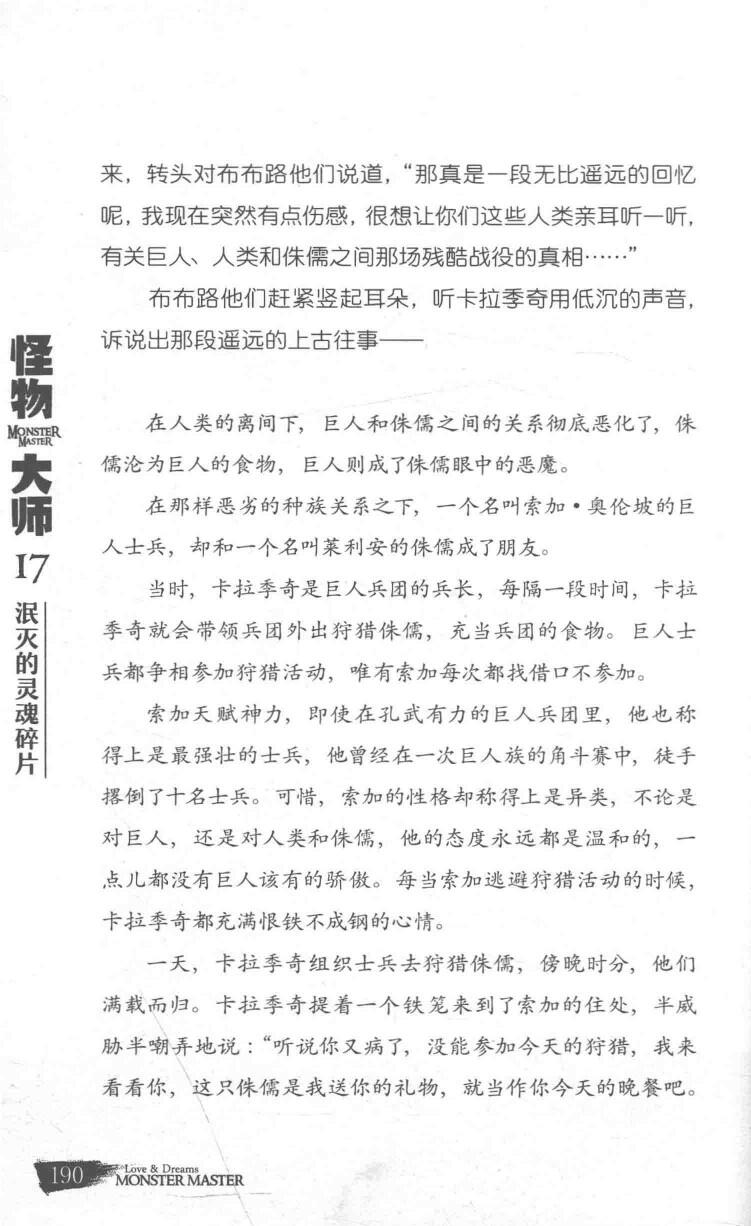 来，转头对布布路他们说道，“那真是一段无比遥远的回忆
呢，我现在突然有点伤感，很想让你们这些人类亲耳听一听，
有关巨人、人类和侏儒之间那场残酷战役的真相……”
布布路他们赶紧竖起耳朵，听卡拉季奇用低沉的声音，
诉说出那段遥远的上古往事——
在人类的离间下，巨人和侏儒之间的关系彻底恶化了，侏
儒沦为巨人的食物，巨人则成了侏儒眼中的恶魔。
在那样恶劣的种族关系之下，一个名叫索加·奥伦坡的巨
人士兵，却和一个名叫莱利安的侏儒成了朋友。
当时，卡拉季奇是巨人兵团的兵长，每隔一段时间，卡拉
季奇就会带领兵团外出狩猎侏儒，充当兵团的食物。巨人士
兵都争相参加狩猎活动，唯有索加每次都找借口不参加。
索加天赋神力，即使在孔武有力的巨人兵团里，他也称
得上是最强壮的士兵，他曾经在一次巨人族的角斗赛中，徒手
撂倒了十名士兵。可惜，索加的性格却称得上是异类，不论是
对巨人，还是对人类和侏儒，他的态度永远都是温和的，一
点儿都没有巨人该有的骄傲。每当索加逃避狩猎活动的时候，
卡拉季奇都充满恨铁不成钢的心情。
一天，卡拉季奇组织士兵去狩猎侏儒，傍晚时分，他们
满载而归。卡拉季奇提着一个铁笼来到了索加的住处，半威
胁半嘲弄地说：“听说你又病了，没能参加今天的狩猎，我来
看看你，这只侏儒是我送你的礼物，就当作你今天的晚餐吧。
怪物
MONSTER
MASTER
大师
17
泯灭的灵魂碎片
190
Love & Dreams
MONSTER MASTER